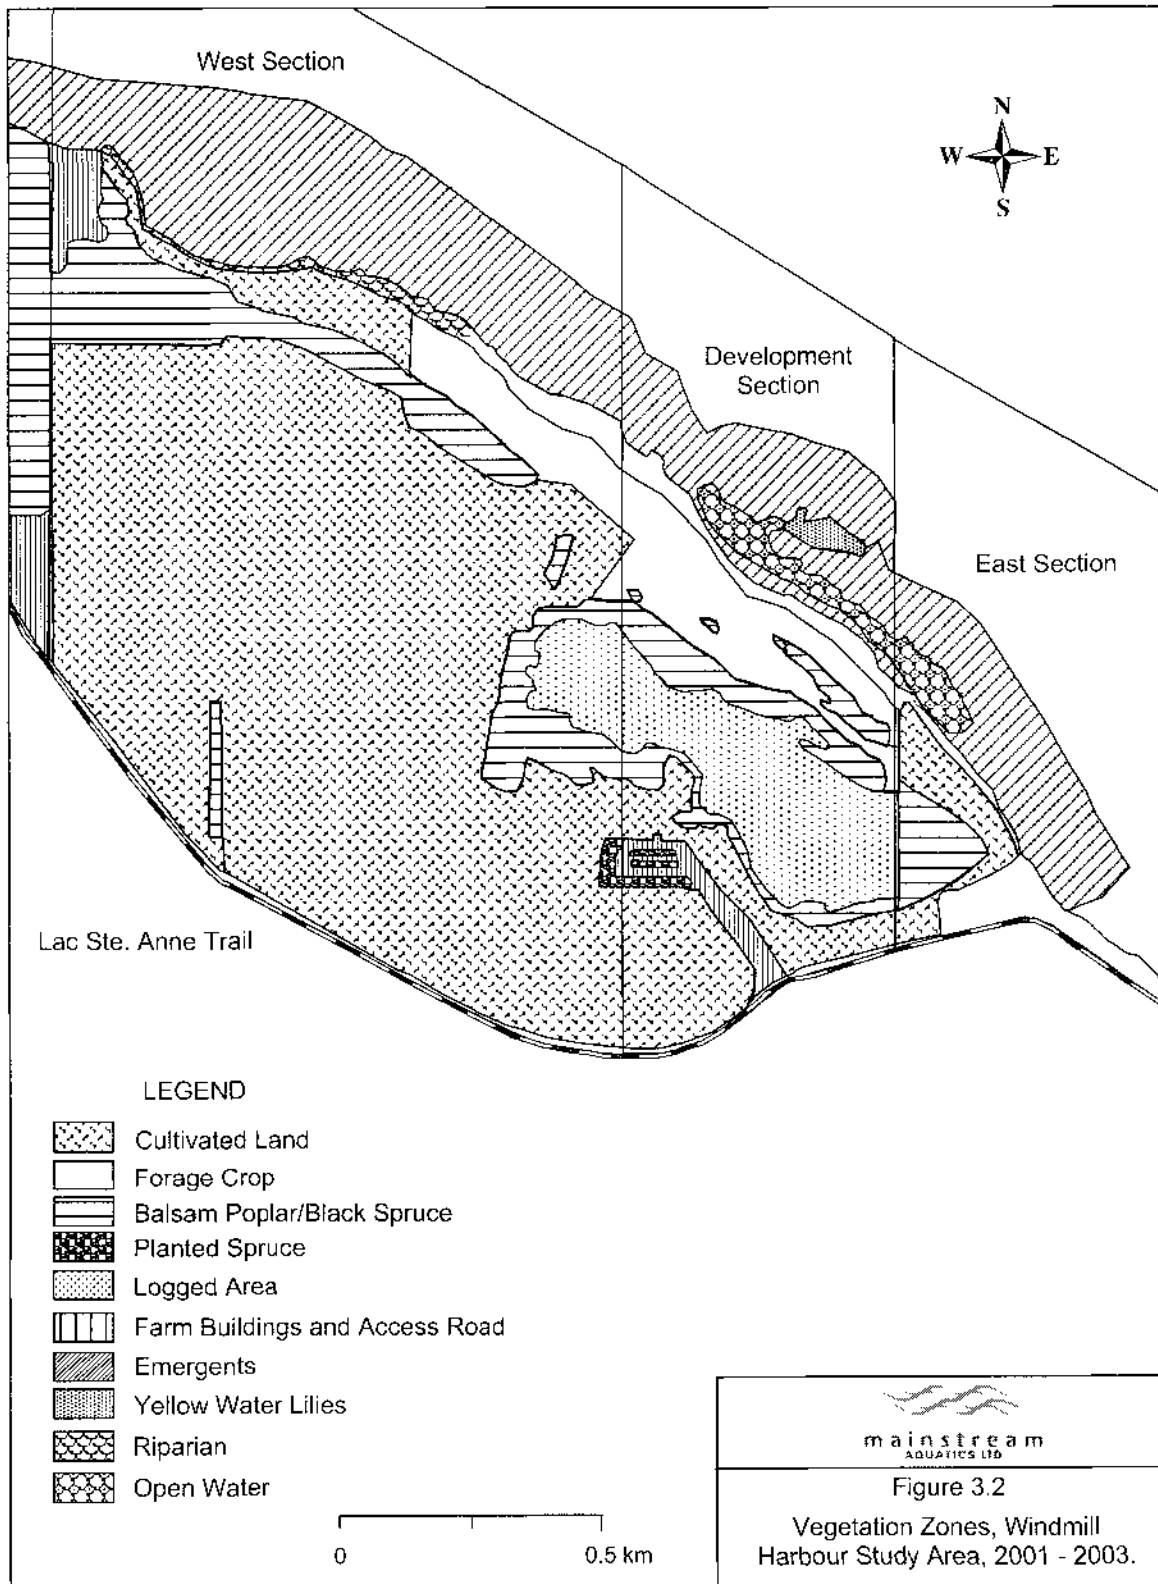 West Section
N
W E
S
Development
Section
East Section
Lac Ste. Anne Trail
LEGEND
Cultivated Land
Forage Crop
Balsam Poplar/Black Spruce
Planted Spruce
Logged Area
Farm Buildings and Access Road
Emergents
Yellow Water Lilies
Riparian
Open Water
0 0.5 km
mainstream
AQUATICS LTD
Figure 3.2
Vegetation Zones, Windmill
Harbour Study Area, 2001 - 2003.